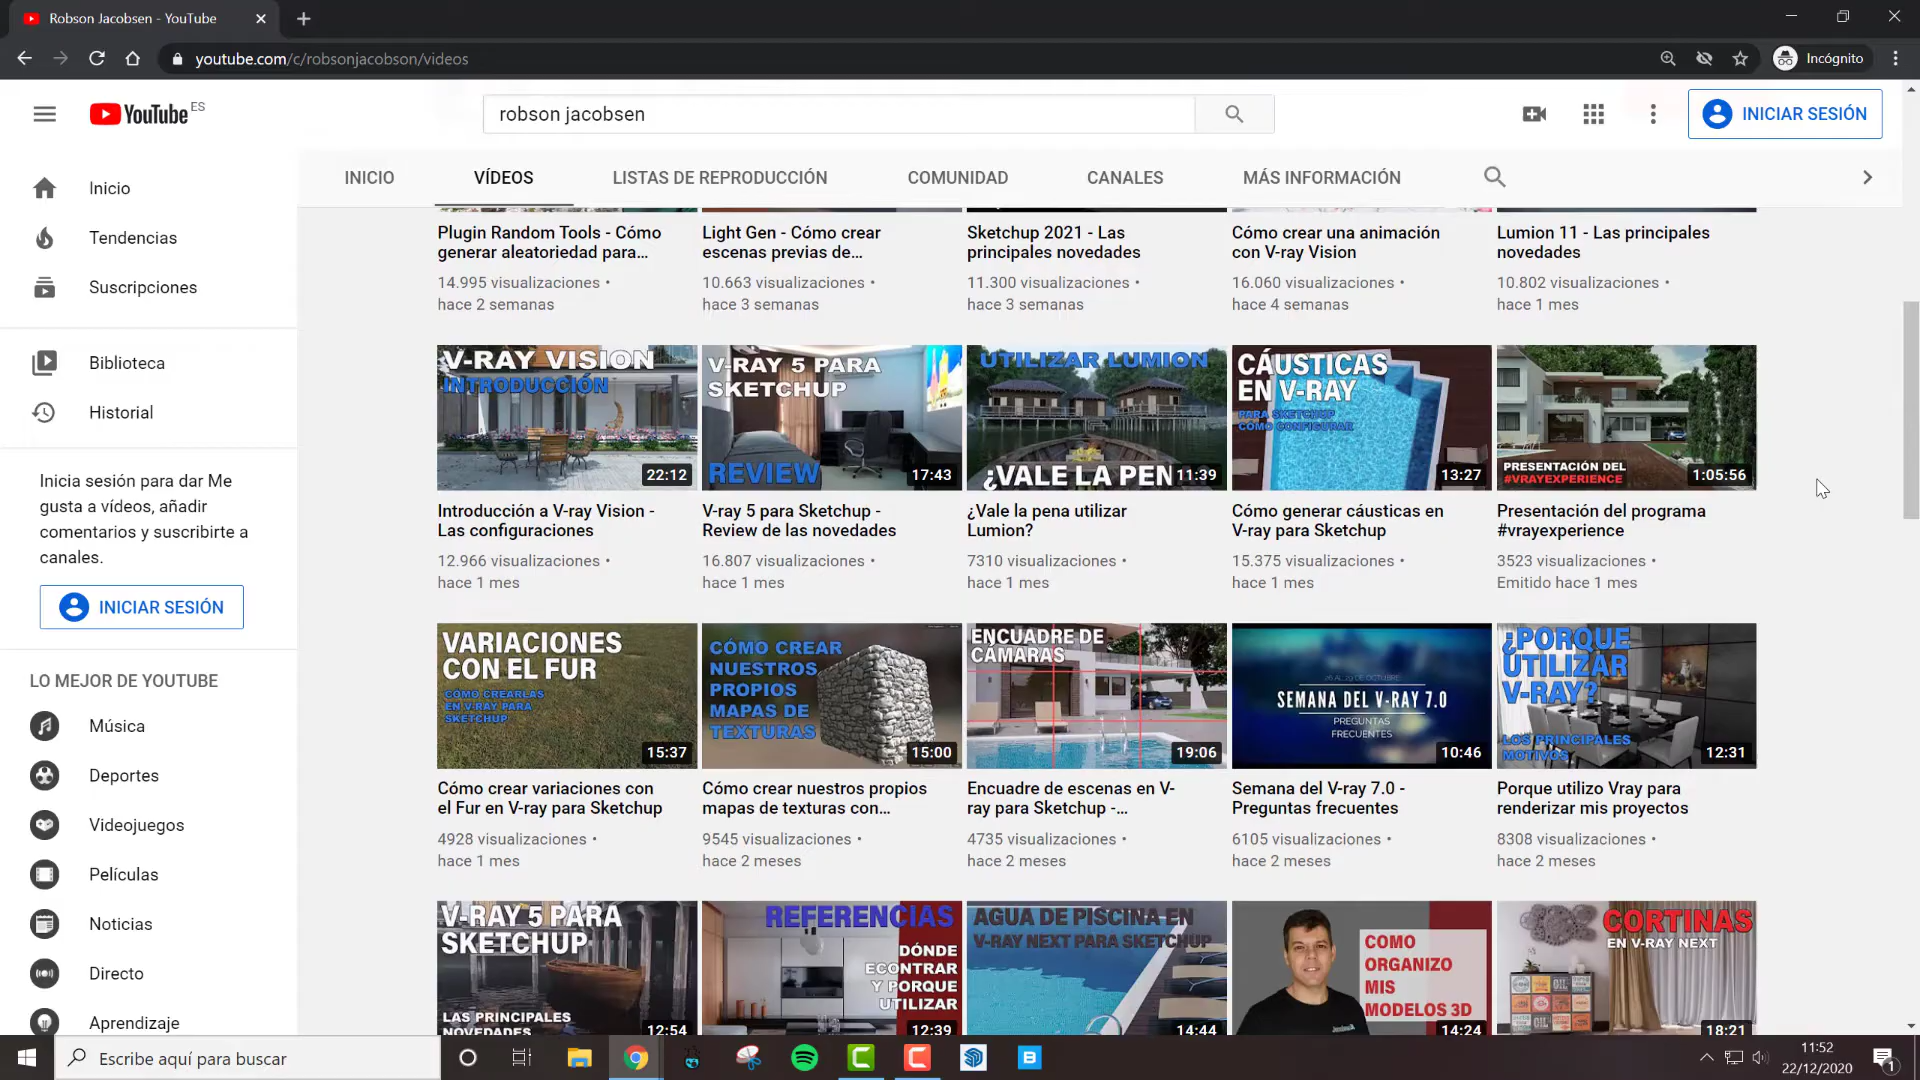 Robson Jacobsen - YouTube
youtube.com/c/robsonjacobson/videos
Incógnito
YouTube ES
robson jacobsen
INICIAR SESIÓN
INICIO
VÍDEOS
LISTAS DE REPRODUCCIÓN
COMUNIDAD
CANALES
MÁS INFORMACIÓN
Inicio
Tendencias
Suscripciones
Biblioteca
Historial
Inicia sesión para dar Me
gusta a vídeos, añadir
comentarios y suscribirte a
canales.
INICIAR SESIÓN
LO MEJOR DE YOUTUBE
Música
Deportes
Videojuegos
Películas
Noticias
Directo
Aprendizaje
Plugin Random Tools - Cómo
generar aleatoriedad para...
14.995 visualizaciones •
hace 2 semanas
Light Gen - Cómo crear
escenas previas de...
10.663 visualizaciones •
hace 3 semanas
Sketchup 2021 - Las
principales novedades
11.300 visualizaciones •
hace 3 semanas
Cómo crear una animación
con V-ray Vision
16.060 visualizaciones •
hace 4 semanas
Lumion 11 - Las principales
novedades
10.802 visualizaciones •
hace 1 mes
V-RAY VISION
INTRODUCCIÓN
22:12
Introducción a V-ray Vision -
Las configuraciones
12.966 visualizaciones •
hace 1 mes
V-RAY 5 PARA
SKETCHUP
REVIEW
17:43
V-ray 5 para Sketchup -
Review de las novedades
16.807 visualizaciones •
hace 1 mes
UTILIZAR LUMION
¿VALE LA PEN
11:39
¿Vale la pena utilizar
Lumion?
7310 visualizaciones •
hace 1 mes
CÁUSTICAS
EN V-RAY
PARA SKETCHUP
COMO CONFIGURAR
13:27
Cómo generar cáusticas en
V-ray para Sketchup
15.375 visualizaciones •
hace 1 mes
PRESENTACIÓN DEL
#VRAYEXPERIENCE
1:05:56
Presentación del programa
#vrayexperience
3523 visualizaciones •
Emitido hace 1 mes
VARIACIONES
CON EL FUR
CÓMO CREARLAS
EN V-RAY PARA
SKETCHUP
15:37
Cómo crear variaciones con
el Fur en V-ray para Sketchup
4928 visualizaciones •
hace 1 mes
CÓMO CREAR
NUESTROS
PROPIOS
MAPAS DE
TEXTURAS
15:00
Cómo crear nuestros propios
mapas de texturas con...
9545 visualizaciones •
hace 2 meses
ENCUADRE DE
CÁMARAS
19:06
Encuadre de escenas en V-
ray para Sketchup -...
4735 visualizaciones •
hace 2 meses
26 AL 29 DE OCTUBRE
SEMANA DEL V-RAY 7.0
PREGUNTAS
FRECUENTES
10:46
Semana del V-ray 7.0 -
Preguntas frecuentes
6105 visualizaciones •
hace 2 meses
¿PORQUE
UTILIZAR
V-RAY?
LOS PRINCIPALES
MOTIVOS
12:31
Porque utilizo Vray para
renderizar mis proyectos
8308 visualizaciones •
hace 2 meses
V-RAY 5 PARA
SKETCHUP
LAS PRINCIPALES
NOVEDADES
12:54
REFERENCIAS
DÓNDE
ECONTRAR
Y PORQUE
UTILIZAR
12:39
AGUA DE PISCINA EN
V-RAY NEXT PARA SKETCHUP
14:44
COMO
ORGANIZO
MIS
MODELOS 3D
14:24
CORTINAS
EN V-RAY NEXT
18:21
Escribe aquí para buscar
11:52
22/12/2020
1